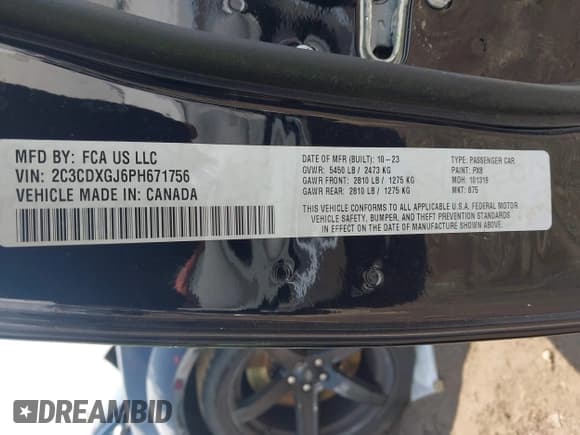 MFD BY: FCA US LLC
VIN: 2C3CDXGJ6PH671756
VEHICLE MADE IN: CANADA
DATE OF MFR (BUILT): 10-23
GVWR: 5450 LB / 2473 KG
GAWR FRONT: 2810 LB / 1275 KG
GAWR REAR: 2810 LB / 1275 KG
TYPE: PASSENGER CAR
PAINT: PX8
MDH: 101316
MKT: 875
THIS VEHICLE CONFORMS TO ALL APPLICABLE U.S.A. FEDERAL MOTOR
VEHICLE SAFETY, BUMPER, AND THEFT PREVENTION STANDARDS
IN EFFECT ON THE DATE OF MANUFACTURE SHOWN ABOVE.
DREAMBID